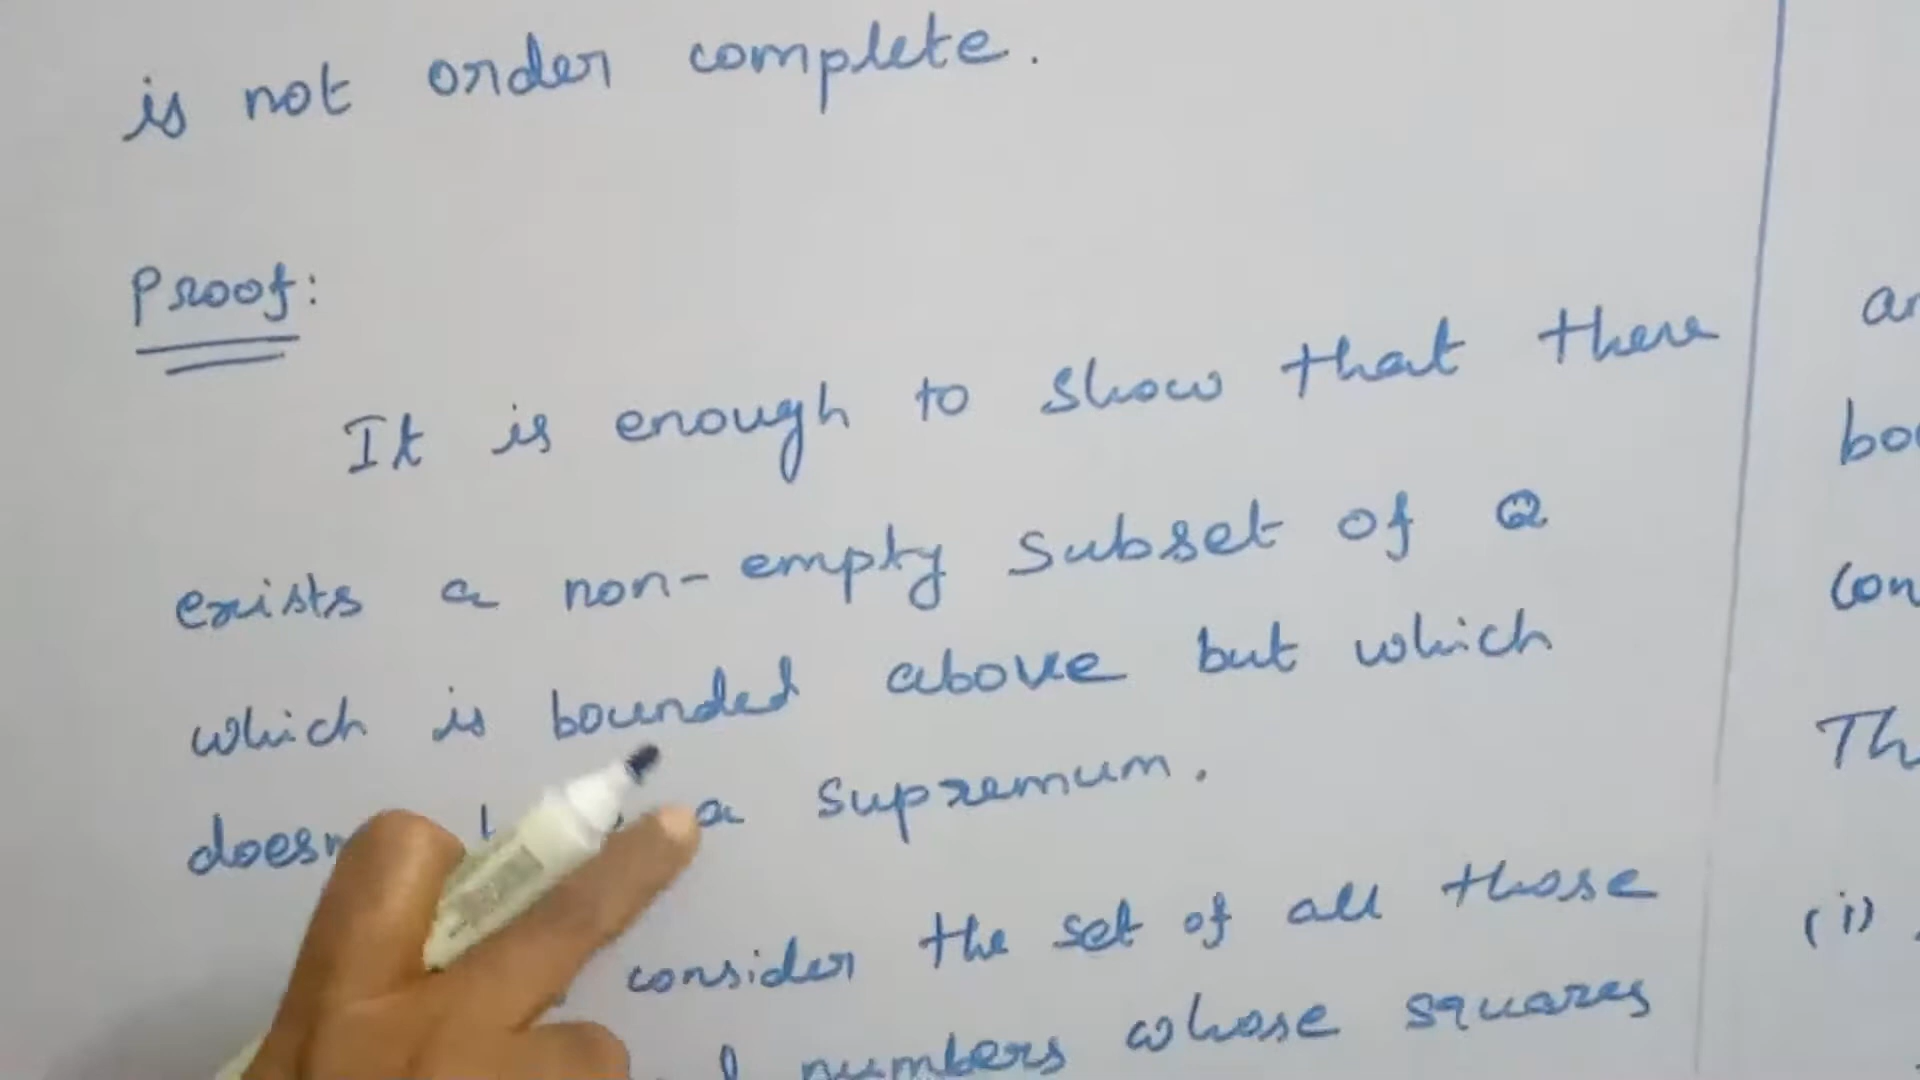 is not order complete.
Proof:
It is enough to show that there
exists a non-empty subset of Q
which is bounded above but which
a supremum.
consider the set of all those
numbers whose squares
(i)